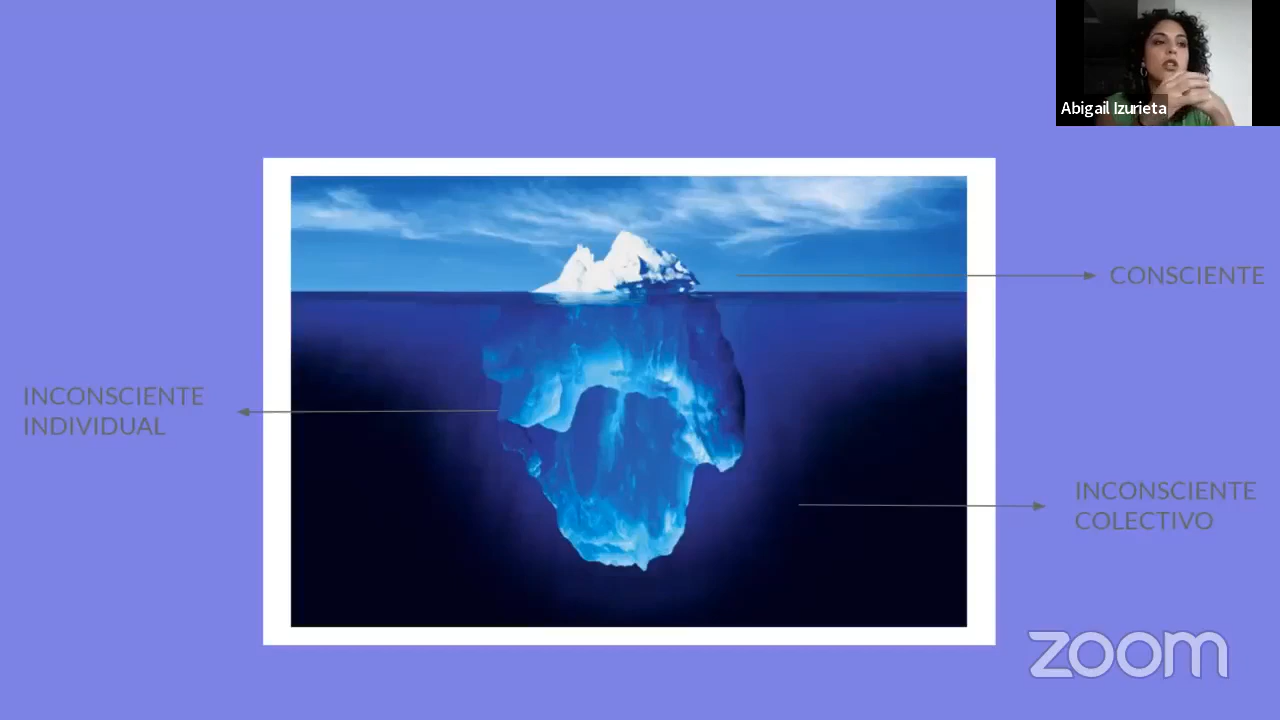 Abigail Izurieta
CONSCIENTE
INCONSCIENTE
INDIVIDUAL
INCONSCIENTE
COLECTIVO
zoom